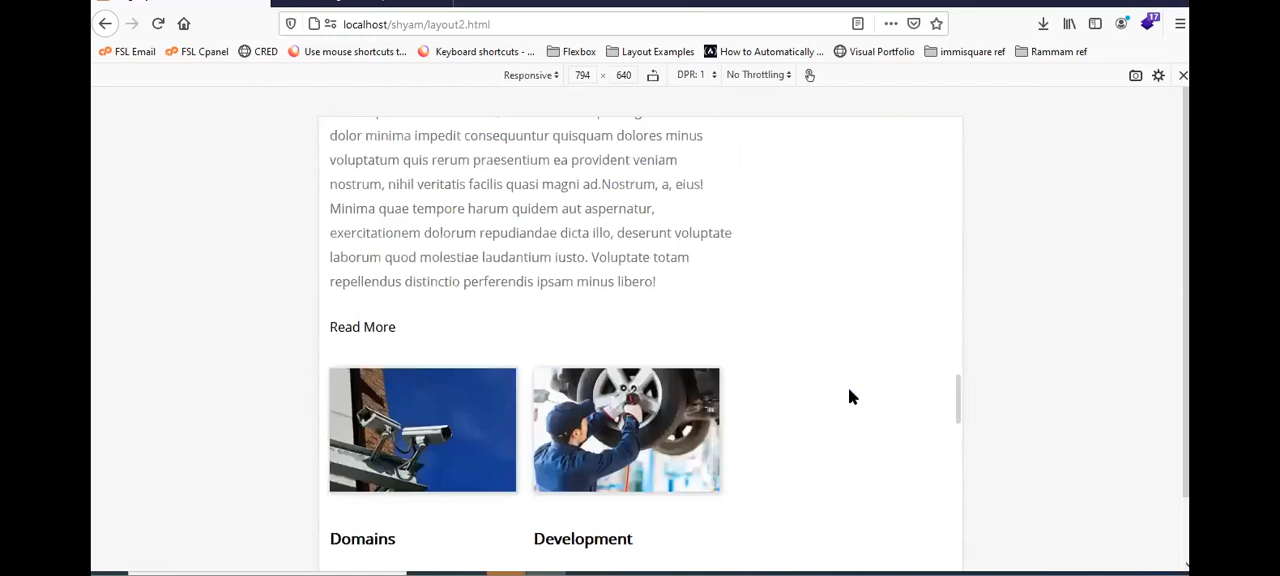 localhost/shyam/layout2.html
17
FSL Email FSL Cpanel CRED Use mouse shortcuts t... Keyboard shortcuts - ... Flexbox Layout Examples How to Automatically ... Visual Portfolio immisquare ref Rammam ref
Responsive 794 × 640 DPR: 1 No Throttling
dolor minima impedit consequuntur quisquam dolores minus
voluptatum quis rerum praesentium ea provident veniam
nostrum, nihil veritatis facilis quasi magni ad.Nostrum, a, eius!
Minima quae tempore harum quidem aut aspernatur,
exercitationem dolorum repudiandae dicta illo, deserunt voluptate
laborum quod molestiae laudantium iusto. Voluptate totam
repellendus distinctio perferendis ipsam minus libero!
Read More
Domains Development